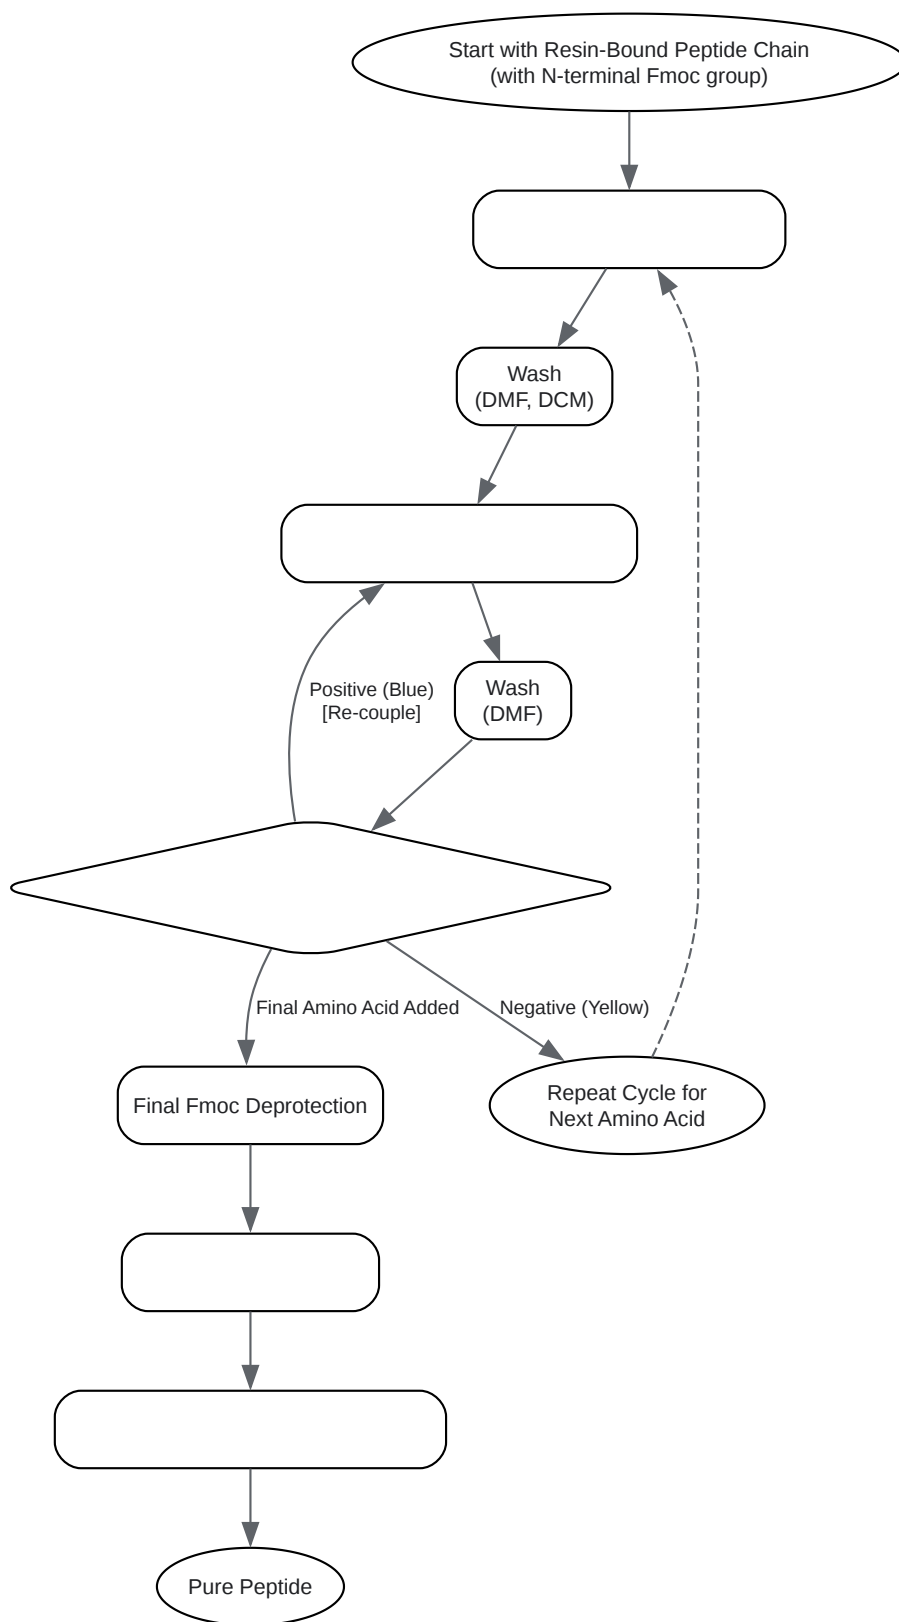 Start with Resin-Bound Peptide Chain
(with N-terminal Fmoc group)
Wash
(DMF, DCM)
Positive (Blue)
[Re-couple]
Wash
(DMF)
Final Amino Acid Added
Negative (Yellow)
Final Fmoc Deprotection
Repeat Cycle for
Next Amino Acid
Pure Peptide